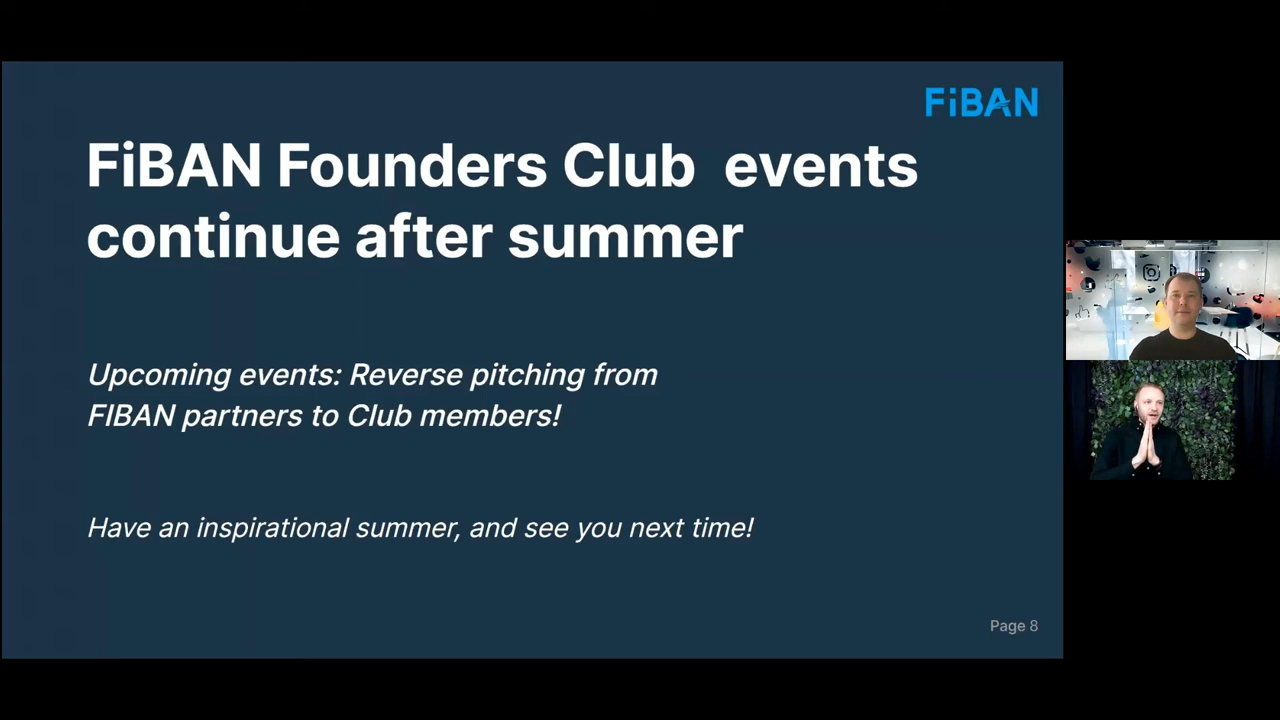 FiBAN
FiBAN Founders Club  events
continue after summer
Upcoming events: Reverse pitching from
FIBAN partners to Club members!
Have an inspirational summer, and see you next time!
Page 8